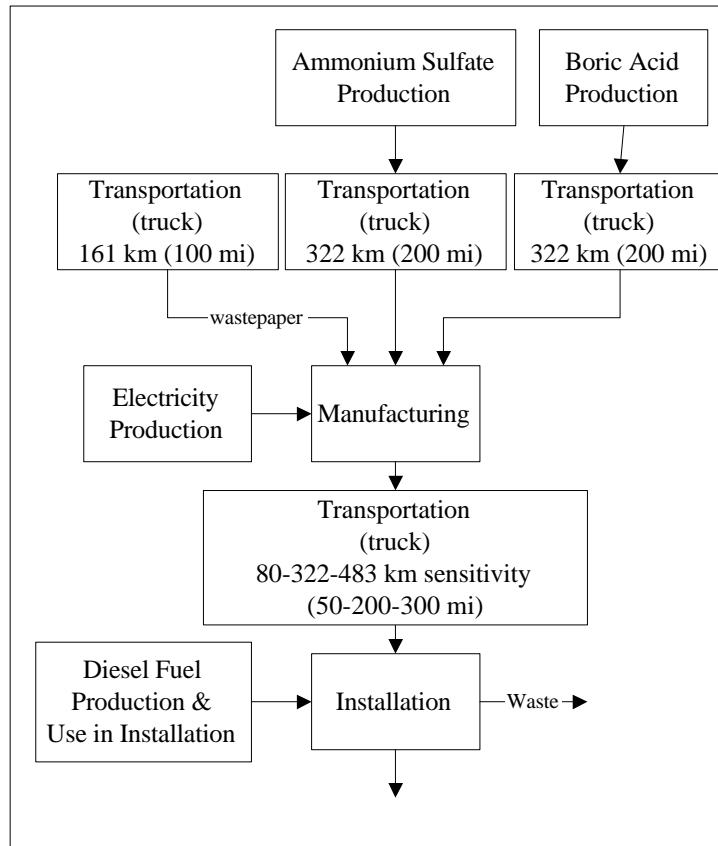 Ammonium Sulfate
Production
Boric Acid
Production
Transportation
(truck)
161 km (100 mi)
Transportation
(truck)
322 km (200 mi)
Transportation
(truck)
322 km (200 mi)
wastepaper
Electricity
Production
Manufacturing
Transportation
(truck)
80-322-483 km sensitivity
(50-200-300 mi)
Diesel Fuel
Production &
Use in Installation
Installation
Waste